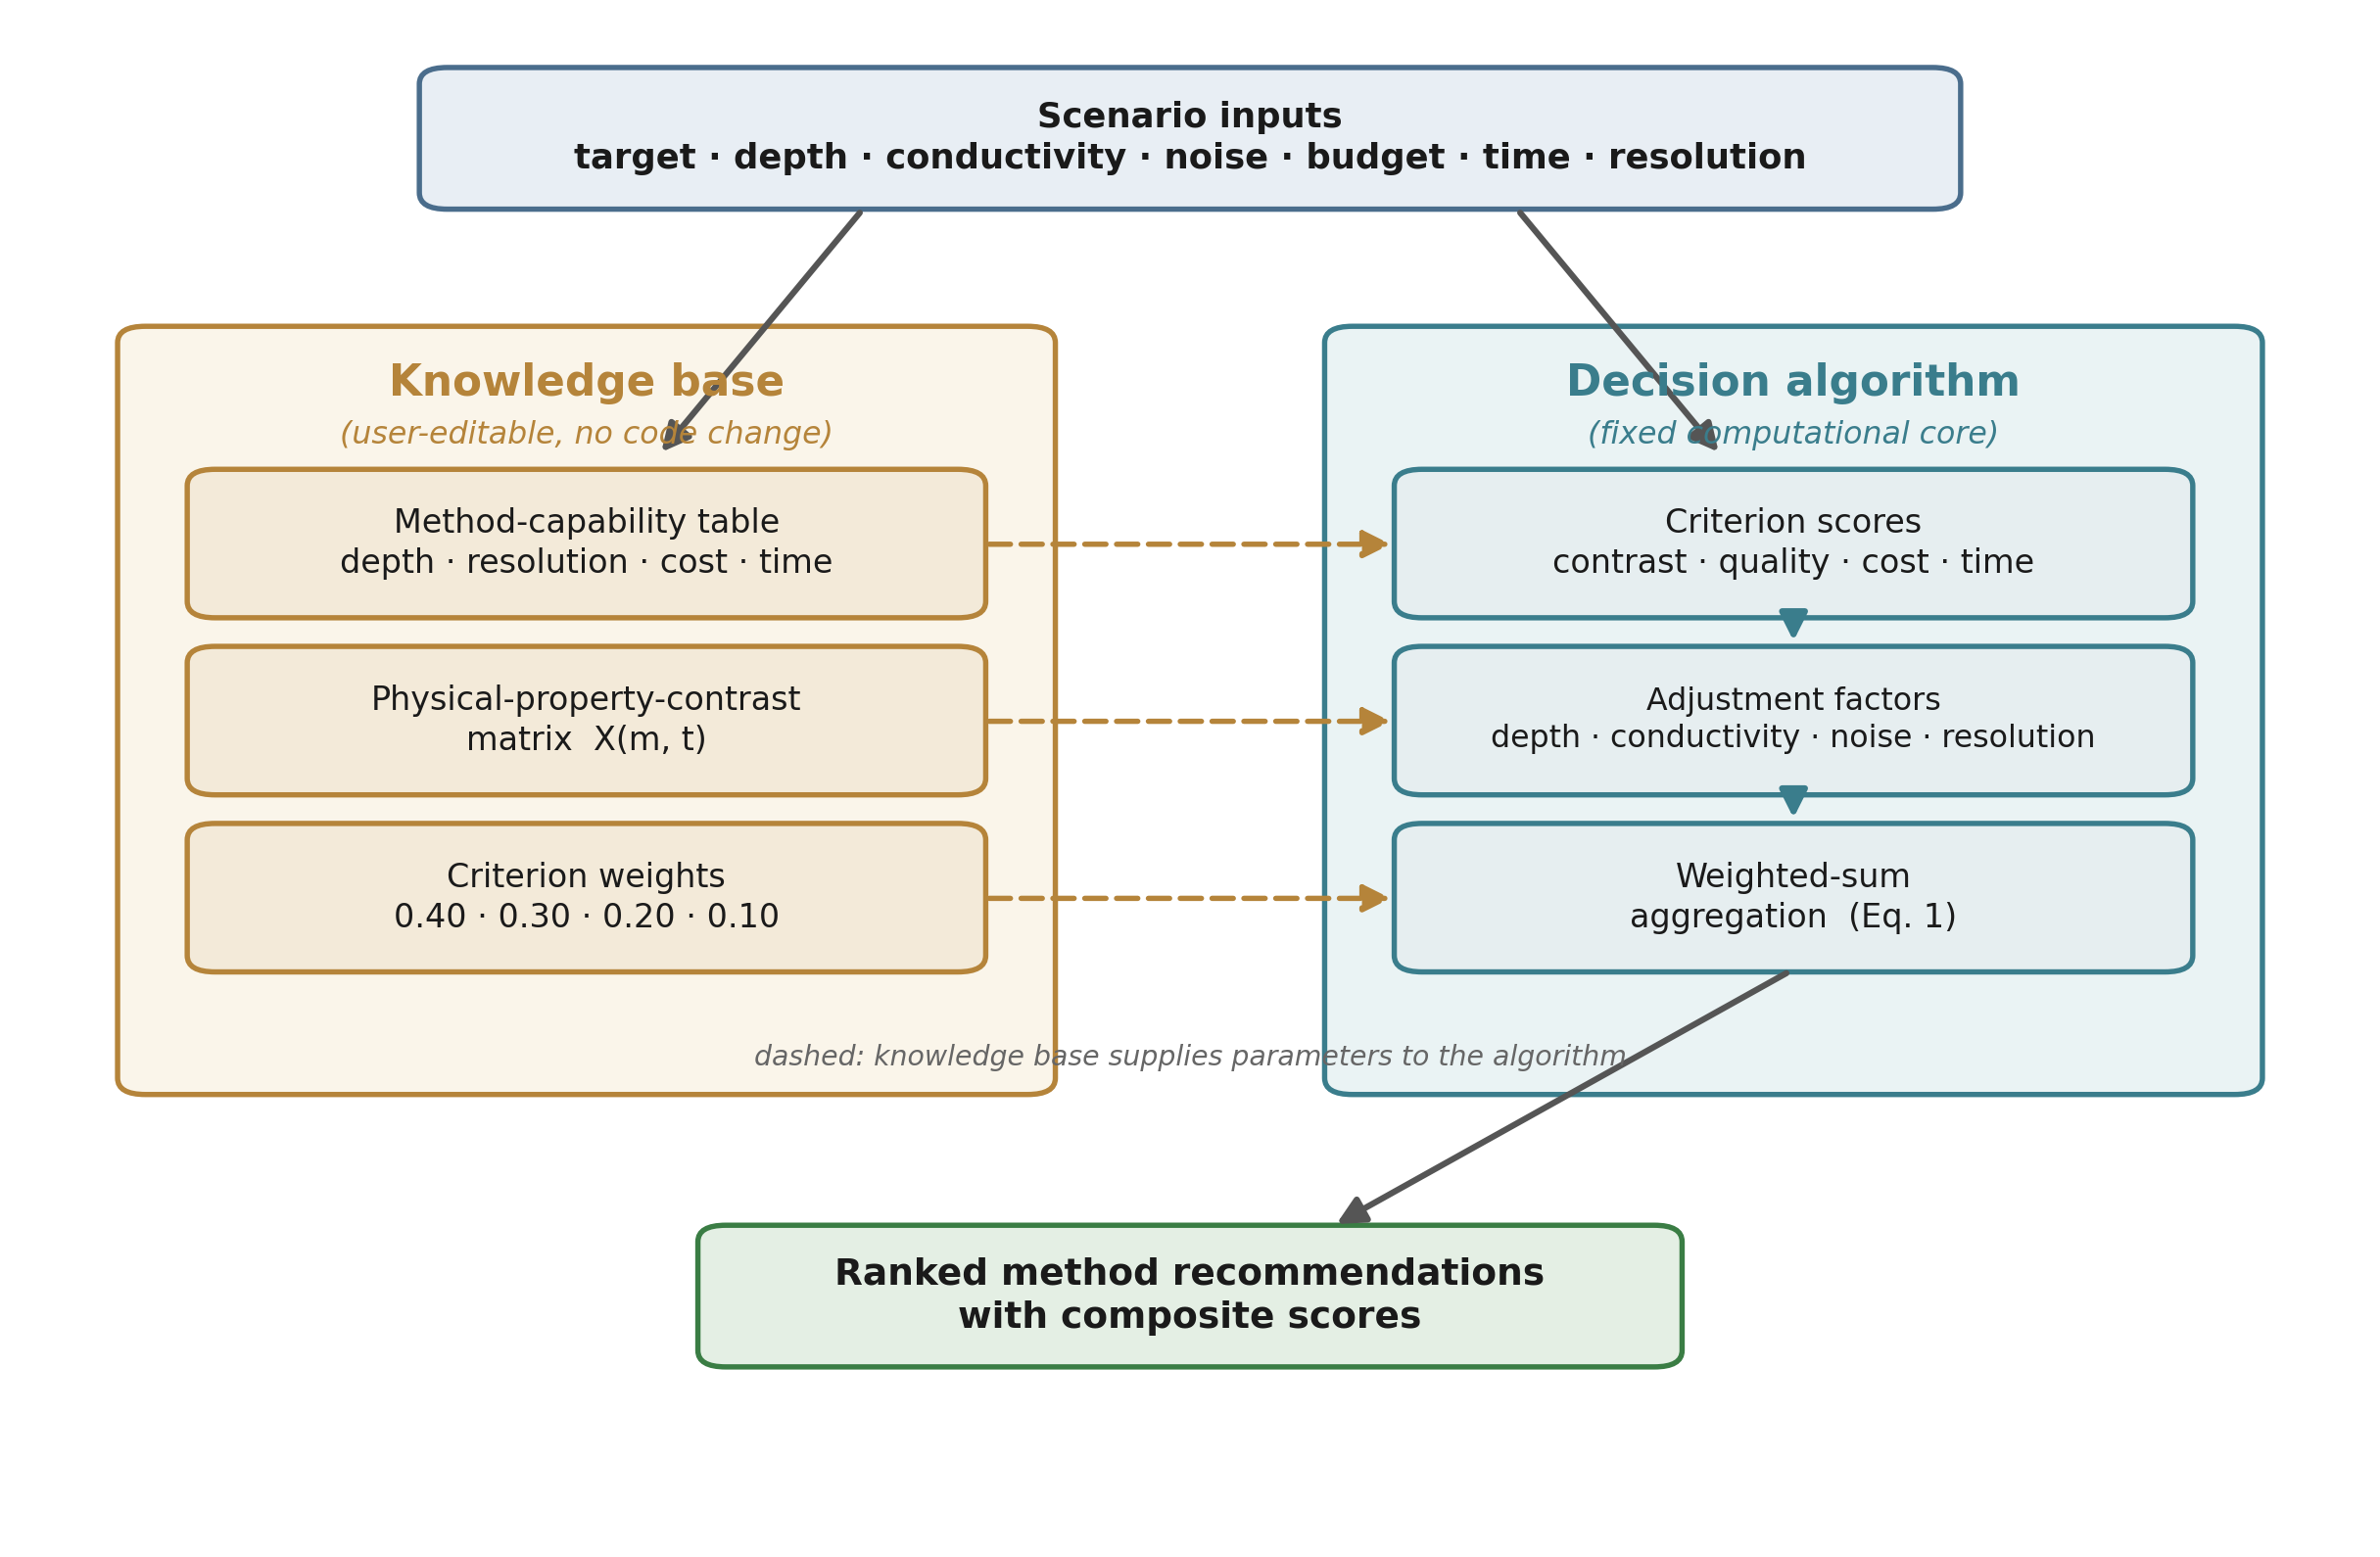 Scenario inputs
target · depth · conductivity · noise · budget · time · resolution
Knowledge base
(user-editable, no code change)
Method-capability table
depth · resolution · cost · time
Physical-property-contrast
matrix X(m, t)
Criterion weights
0.40 · 0.30 · 0.20 · 0.10
Decision algorithm
(fixed computational core)
Criterion scores
contrast · quality · cost · time
Adjustment factors
depth · conductivity · noise · resolution
Weighted-sum
aggregation (Eq. 1)
dashed: knowledge base supplies parameters to the algorithm
Ranked method recommendations
with composite scores